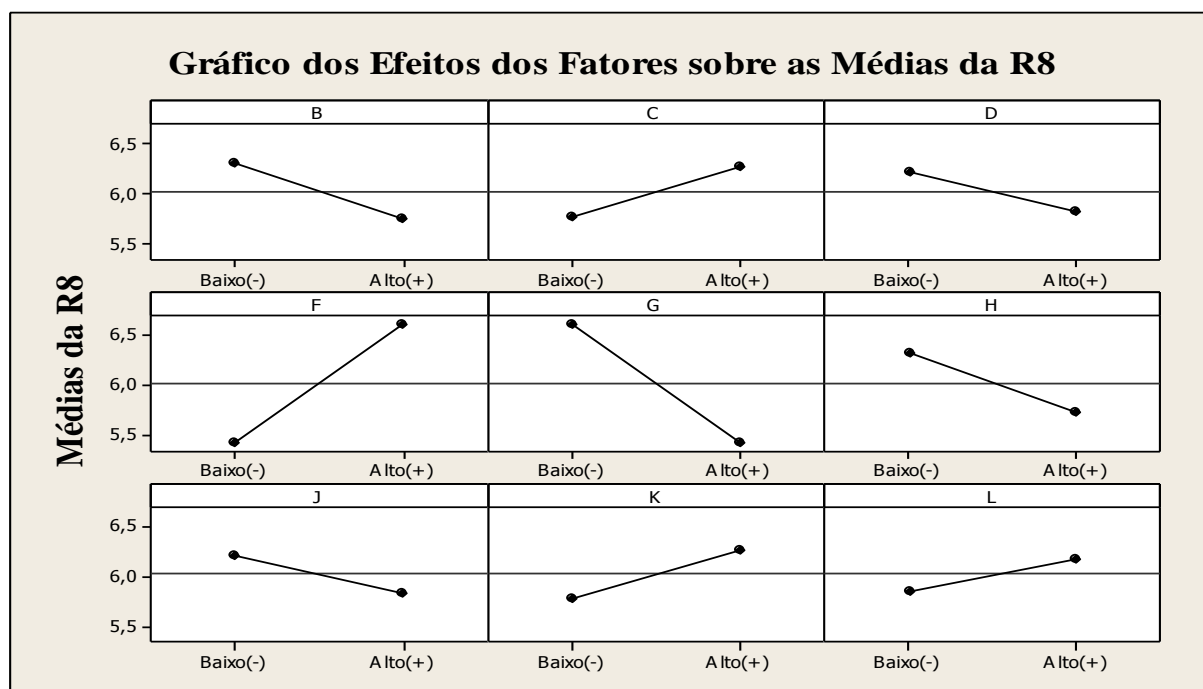 Gráfico dos Efeitos dos Fatores sobre as Médias da R8
Médias da R8
B C D
6,5
6,0
5,5
Baixo(-) Alto(+) Baixo(-) Alto(+) Baixo(-) Alto(+)
F G H
6,5
6,0
5,5
Baixo(-) Alto(+) Baixo(-) Alto(+) Baixo(-) Alto(+)
J K L
6,5
6,0
5,5
Baixo(-) Alto(+) Baixo(-) Alto(+) Baixo(-) Alto(+)